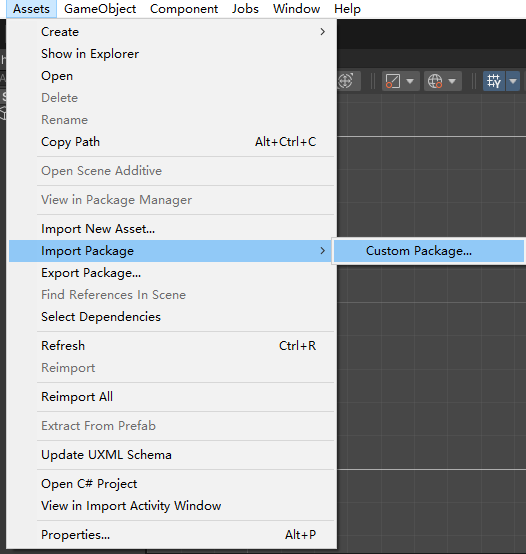 Assets GameObject Component Jobs Window Help
Create
Show in Explorer
Open
Delete
Rename
Copy Path Alt+Ctrl+C
Open Scene Additive
View in Package Manager
Import New Asset...
Import Package Custom Package...
Export Package...
Find References In Scene
Select Dependencies
Refresh Ctrl+R
Reimport
Reimport All
Extract From Prefab
Update UXML Schema
Open C# Project
View in Import Activity Window
Properties... Alt+P